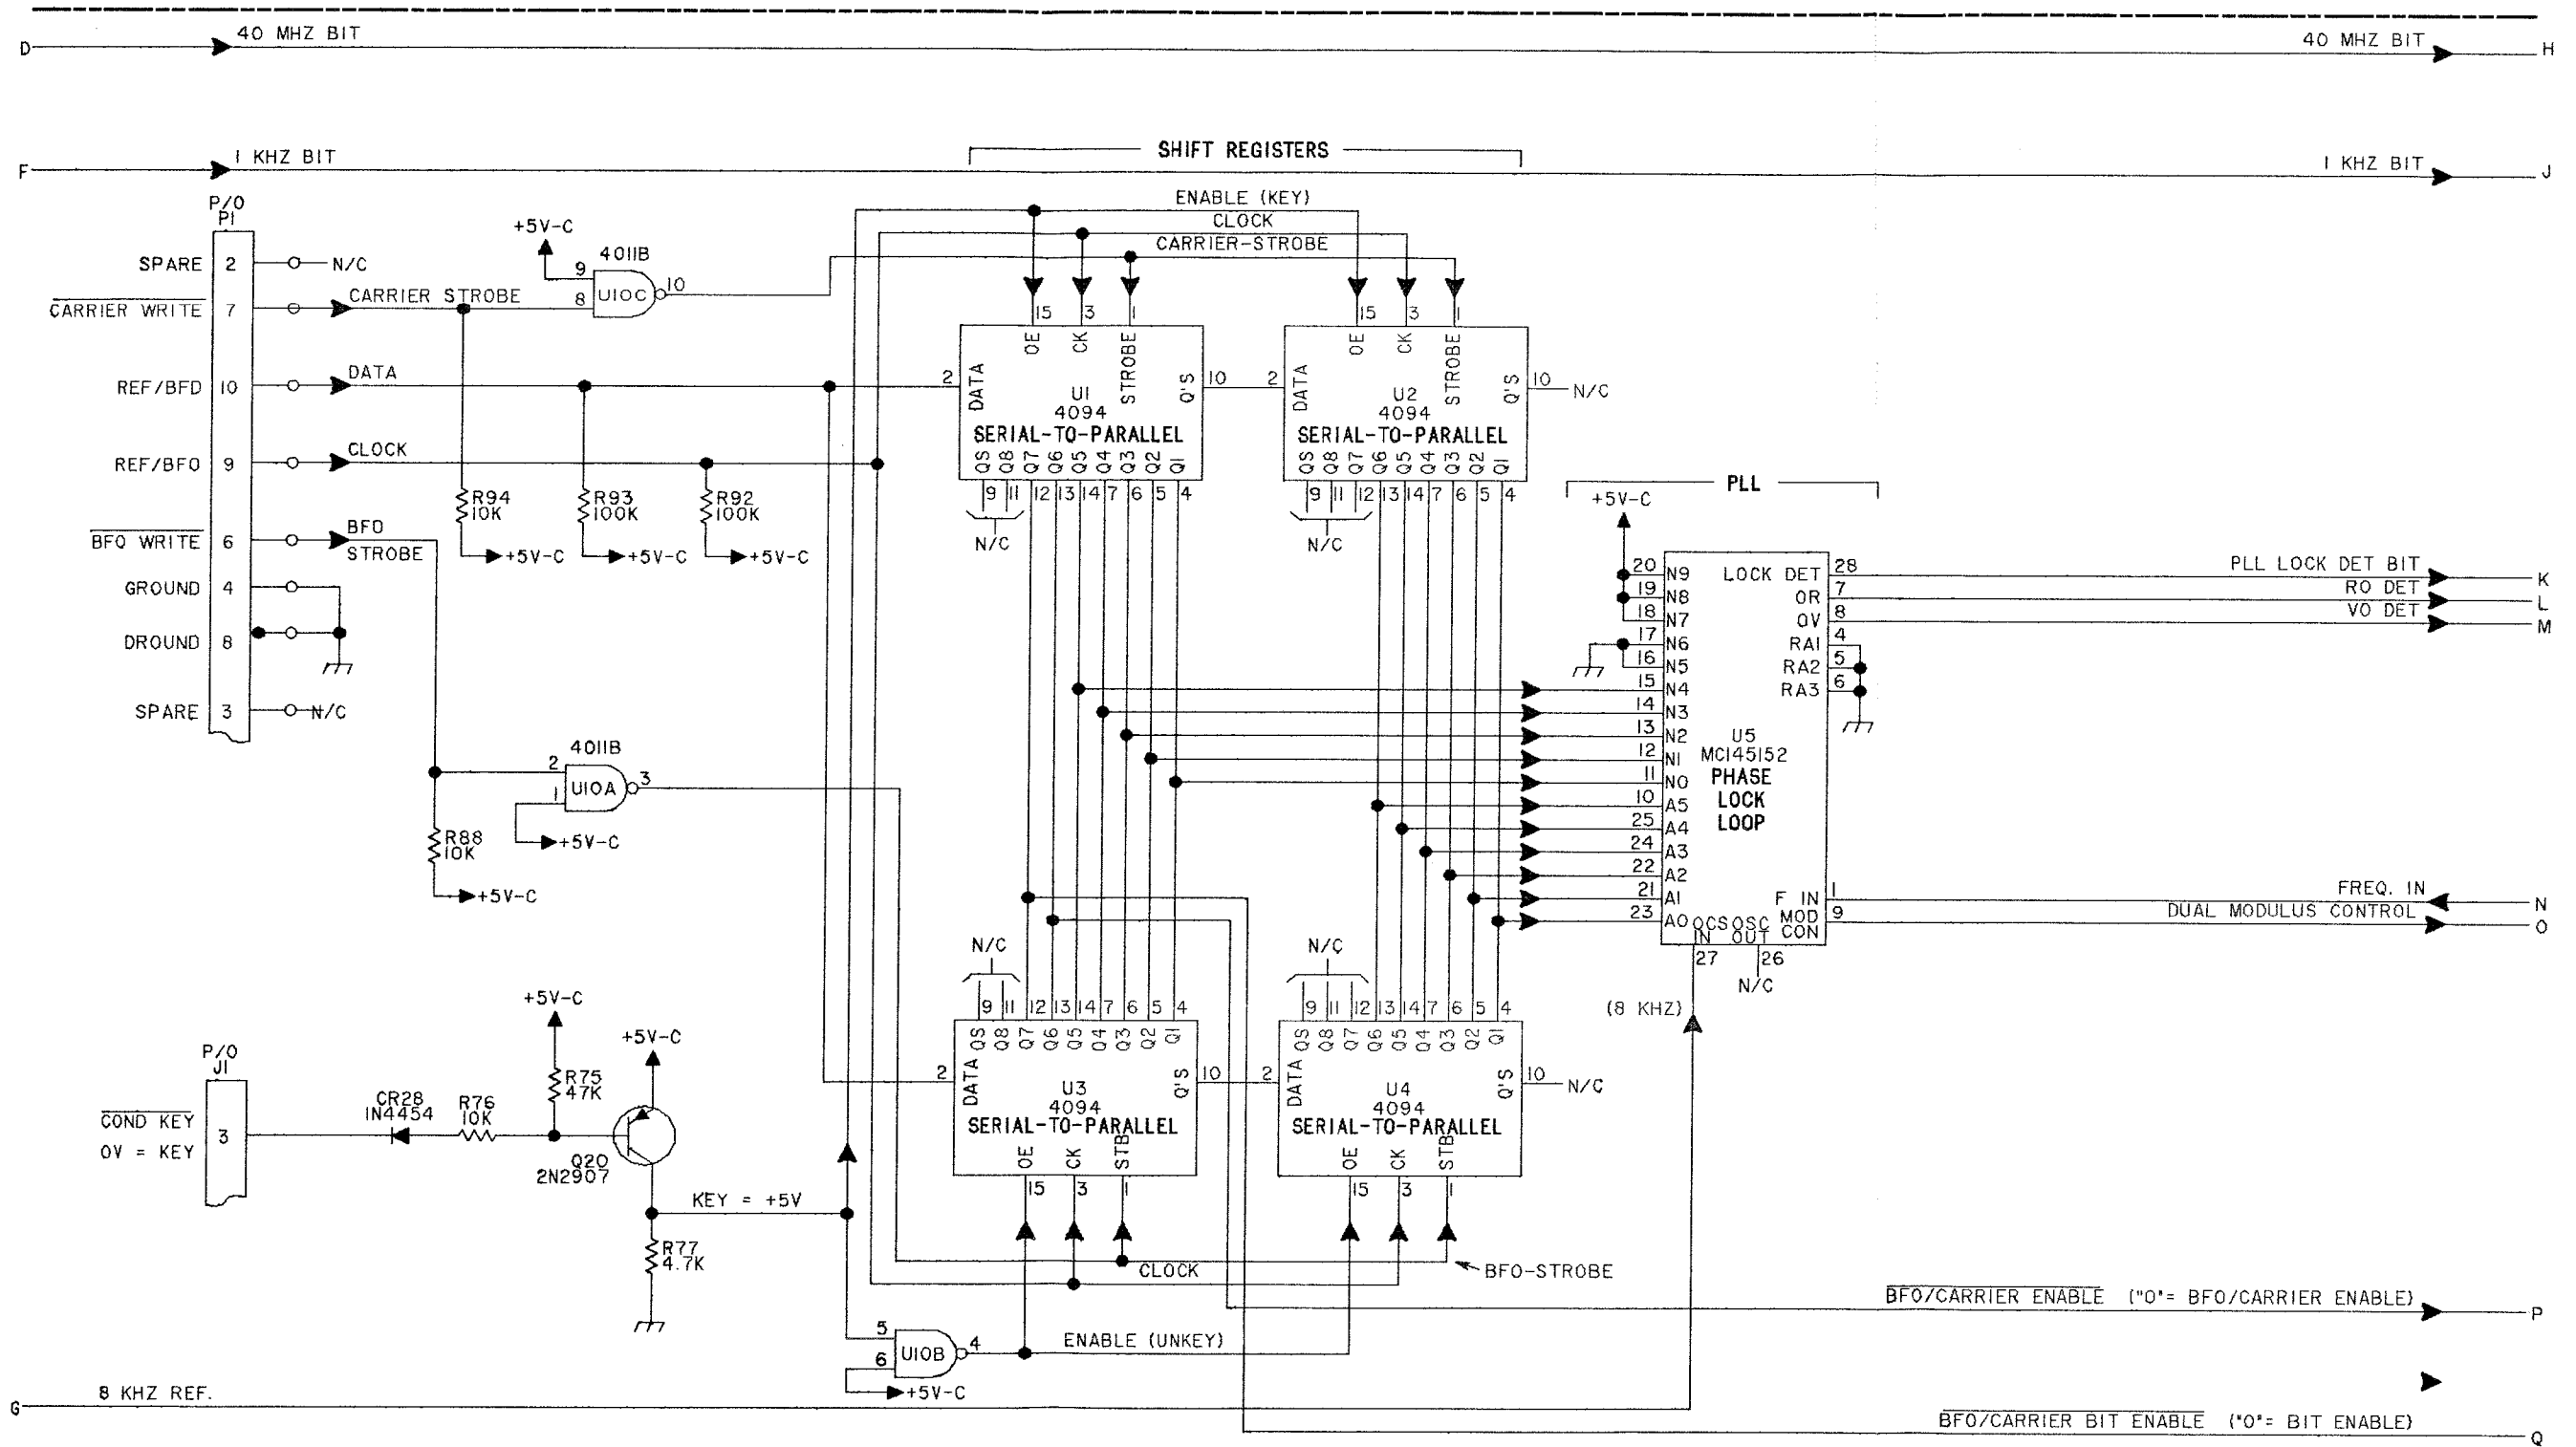 D 40 MHZ BIT 40 MHZ BIT H
F 1 KHZ BIT 1 KHZ BIT J
SHIFT REGISTERS
ENABLE (KEY)
CLOCK
CARRIER-STROBE
P/O
P1
SPARE 2 N/C
CARRIER WRITE 7 CARRIER STROBE
REF/BFD 10 DATA
REF/BFO 9 CLOCK
BFO WRITE 6 BFO
STROBE
GROUND 4
DROUND 8
SPARE 3 N/C
+5V-C
4011B
9
8 U10C 10
R94
10K
+5V-C
R93
100K
+5V-C
R92
100K
+5V-C
15 3 1
OE CK STROBE
2 DATA Q'S 10
U1
4094
SERIAL-TO-PARALLEL
QS Q8 Q7 Q6 Q5 Q4 Q3 Q2 Q1
9 11 12 13 14 7 6 5 4
N/C
15 3 1
OE CK STROBE
2 DATA Q'S 10 N/C
U2
4094
SERIAL-TO-PARALLEL
QS Q8 Q7 Q6 Q5 Q4 Q3 Q2 Q1
9 11 12 13 14 7 6 5 4
N/C
PLL
+5V-C
20 N9 LOCK DET 28 PLL LOCK DET BIT K
19 N8 OR 7 RO DET L
18 N7 OV 8 VO DET M
17 N6 RA1 4
16 N5 RA2 5
15 N4 RA3 6
14 N3
13 N2
12 N1
11 N0
10 A5
25 A4
24 A3
22 A2
21 A1 F IN 1 FREQ. IN N
23 A0 OCS IN OSC OUT MOD CON 9 DUAL MODULUS CONTROL O
U5
MC145152
PHASE
LOCK
LOOP
27 26
N/C
(8 KHZ)
4011B
2
1 U10A 3
+5V-C
R88
10K
+5V-C
N/C
9 11 12 13 14 7 6 5 4
QS Q8 Q7 Q6 Q5 Q4 Q3 Q2 Q1
2 DATA Q'S 10
U3
4094
SERIAL-TO-PARALLEL
OE CK STB
15 3 1
N/C
9 11 12 13 14 7 6 5 4
QS Q8 Q7 Q6 Q5 Q4 Q3 Q2 Q1
2 DATA Q'S 10 N/C
U4
4094
SERIAL-TO-PARALLEL
OE CK STB
15 3 1
P/O
J1
COND KEY
0V = KEY
3
CR28
1N4454
R76
10K
+5V-C
R75
47K
+5V-C
Q20
2N2907
KEY = +5V
R77
4.7K
CLOCK
BFO-STROBE
BFO/CARRIER ENABLE ("0"= BFO/CARRIER ENABLE) P
5
6 U10B 4
ENABLE (UNKEY)
+5V-C
G 8 KHZ REF.
BFO/CARRIER BIT ENABLE ("0"= BIT ENABLE) Q